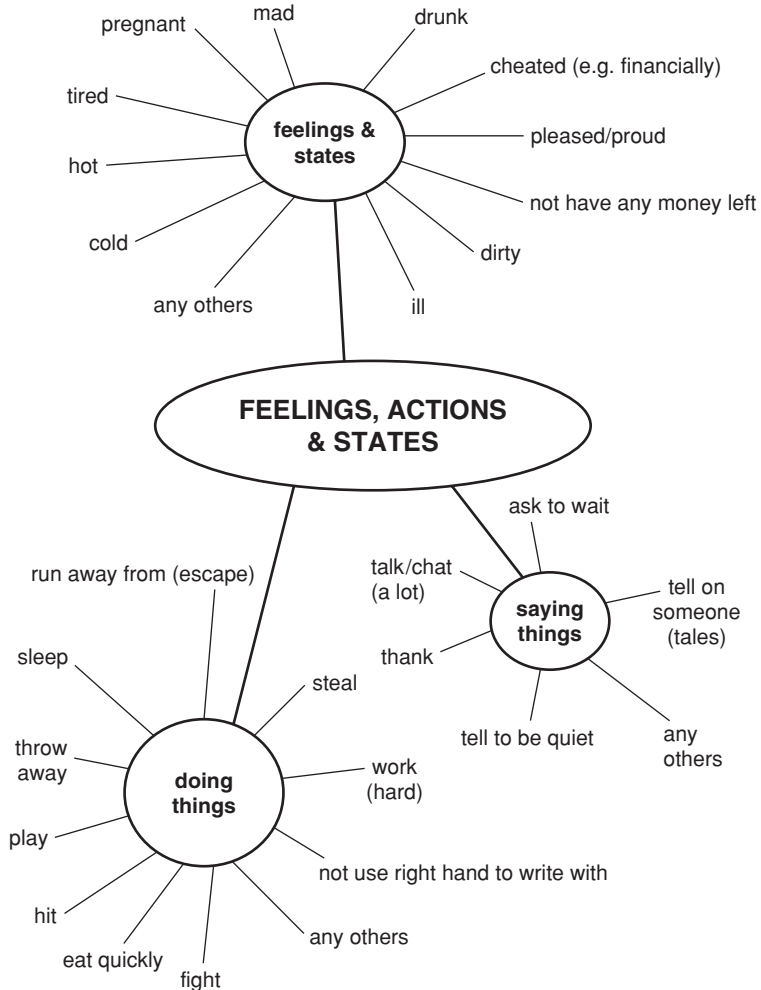 mad
drunk
pregnant
cheated (e.g. financially)
tired
feelings &
states
pleased/proud
hot
not have any money left
cold
dirty
any others
ill
FEELINGS, ACTIONS
& STATES
ask to wait
run away from (escape)
talk/chat
(a lot)
tell on
someone
(tales)
saying
things
sleep
thank
steal
tell to be quiet
any
others
throw
away
work
(hard)
doing
things
play
not use right hand to write with
hit
any others
eat quickly
fight